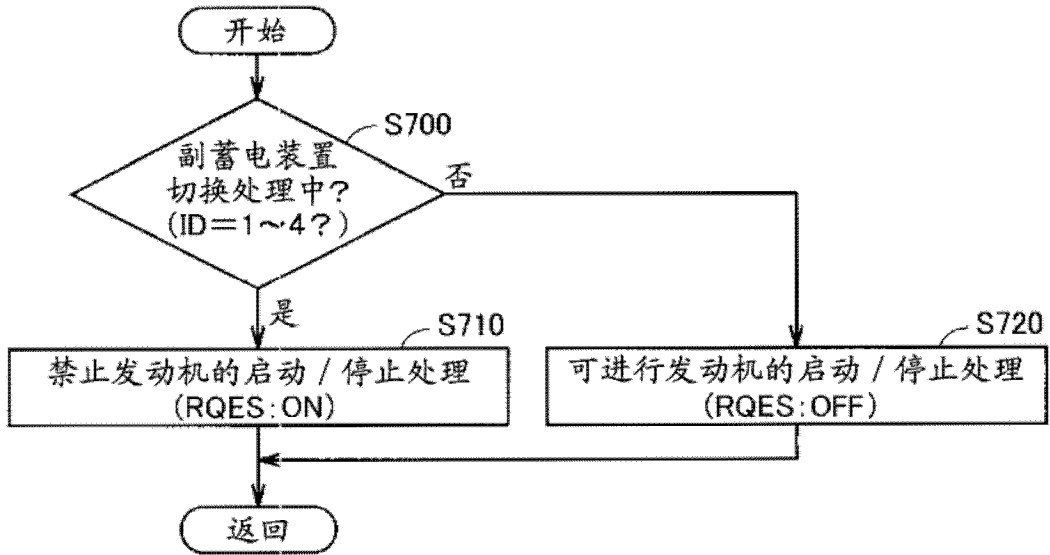 开始
S700
副蓄电装置
切换处理中?
(ID=1～4?)
否
是
S710
禁止发动机的启动/停止处理
(RQES:ON)
S720
可进行发动机的启动/停止处理
(RQES:OFF)
返回